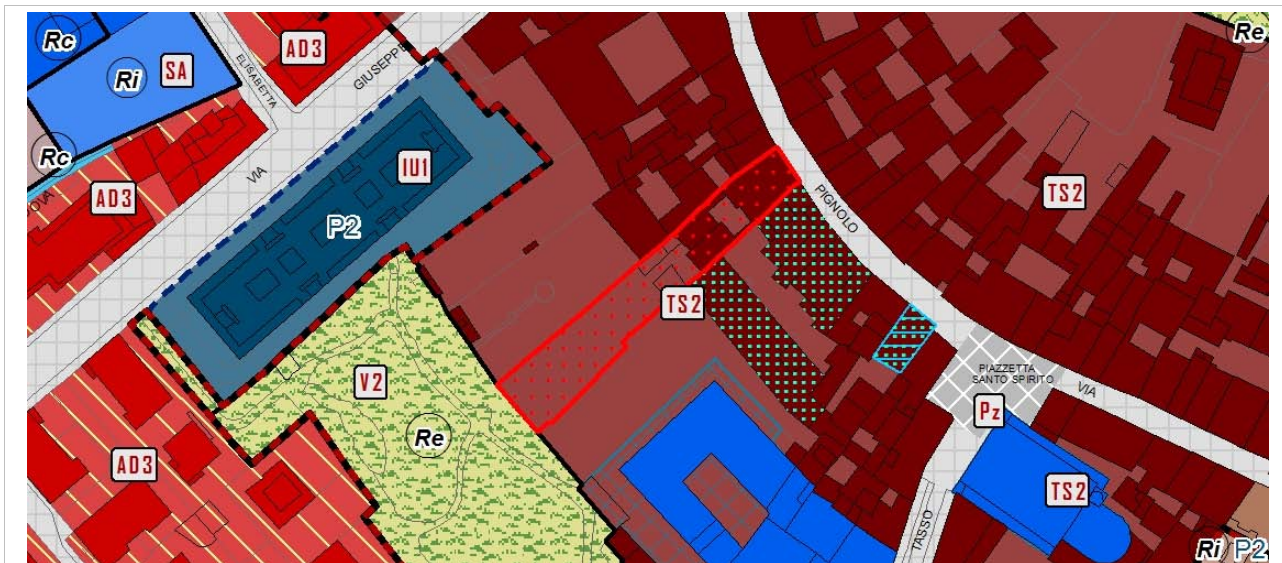 Rc
AD3
Re
Ri
SA
ELISABETTA
GIUSEPPE
Rc
VIA
IU1
AD3
P2
TS2
PIGNOLO
TS2
V2
PIAZZETTA
SANTO SPIRITO
VIA
Re
Pz
AD3
TS2
TASSO
Ri P2